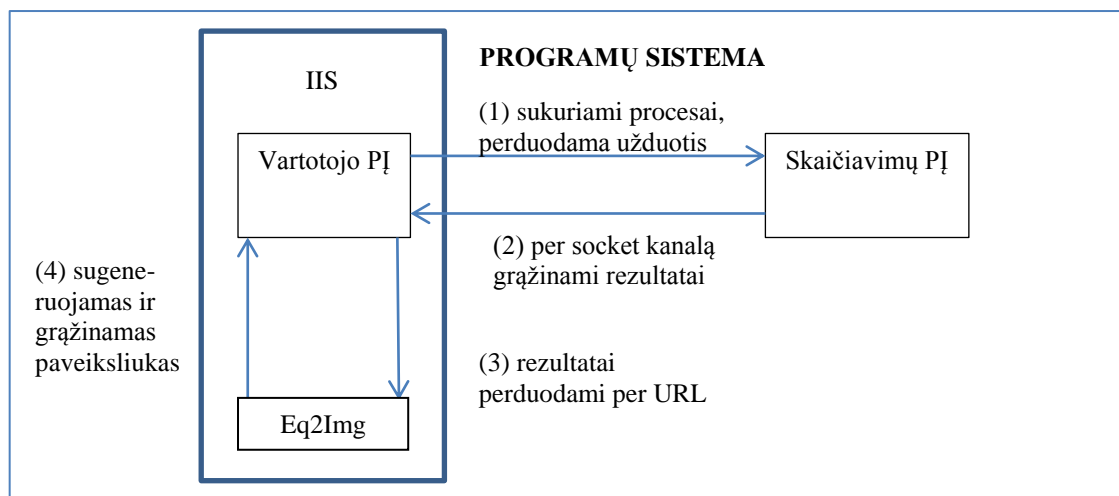 PROGRAMŲ SISTEMA
IIS
(1) sukuriami procesai,
perduodama užduotis
Vartotojo PĮ
Skaičiavimų PĮ
(2) per socket kanalą
grąžinami rezultatai
(4) sugene-
ruojamas ir
grąžinamas
paveiksliukas
(3) rezultatai
perduodami per URL
Eq2Img